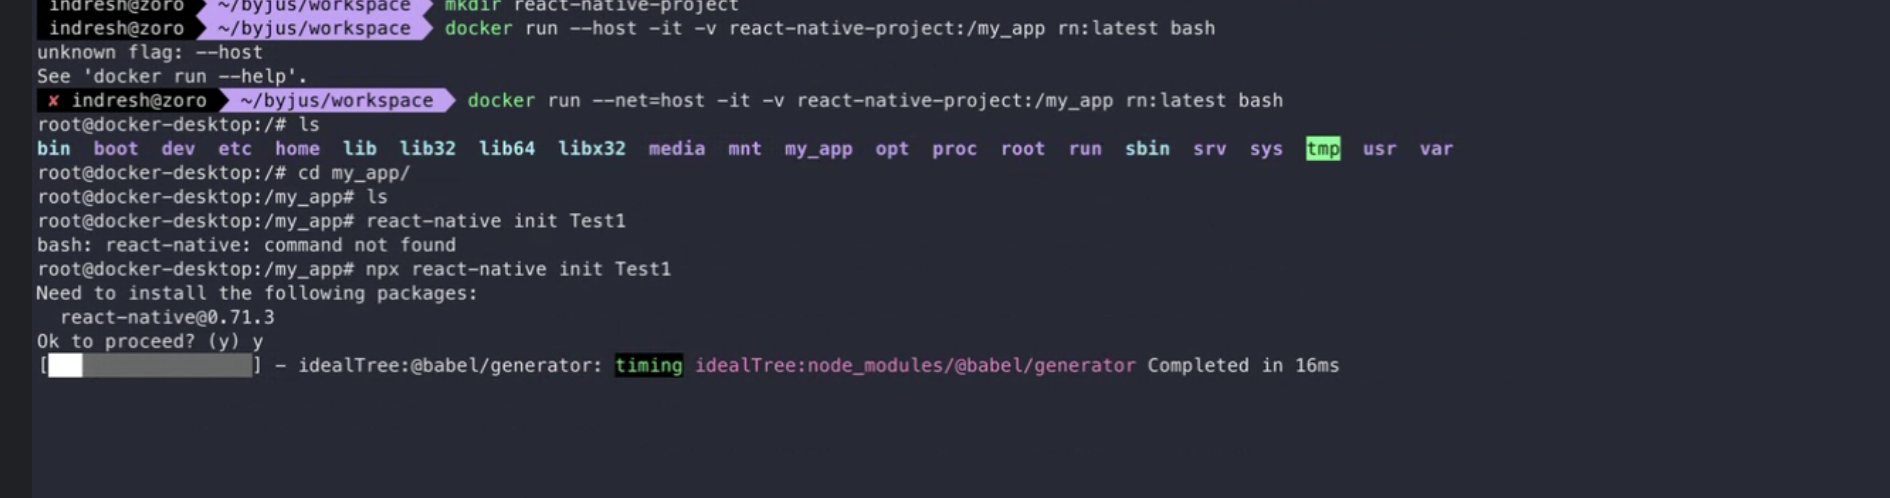 indresh@zoro ~/byjus/workspace mkdir react-native-project
indresh@zoro ~/byjus/workspace docker run --host -it -v react-native-project:/my_app rn:latest bash
unknown flag: --host
See 'docker run --help'.
✘ indresh@zoro ~/byjus/workspace docker run --net=host -it -v react-native-project:/my_app rn:latest bash
root@docker-desktop:/# ls
bin boot dev etc home lib lib32 lib64 libx32 media mnt my_app opt proc root run sbin srv sys tmp usr var
root@docker-desktop:/# cd my_app/
root@docker-desktop:/my_app# ls
root@docker-desktop:/my_app# react-native init Test1
bash: react-native: command not found
root@docker-desktop:/my_app# npx react-native init Test1
Need to install the following packages:
  react-native@0.71.3
Ok to proceed? (y) y
[ ] - idealTree:@babel/generator: timing idealTree:node_modules/@babel/generator Completed in 16ms